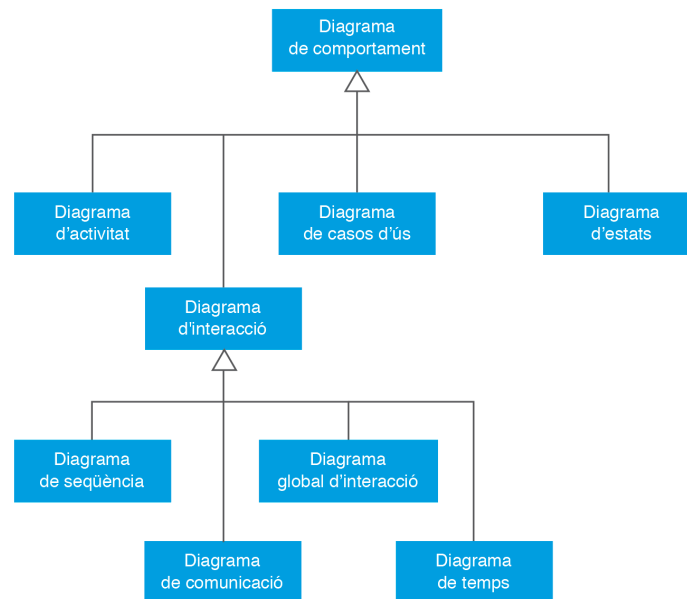 Diagrama
de comportament
Diagrama
d’activitat
Diagrama
de casos d’ús
Diagrama
d’estats
Diagrama
d'interacció
Diagrama
de seqüència
Diagrama
global d’interacció
Diagrama
de comunicació
Diagrama
de temps